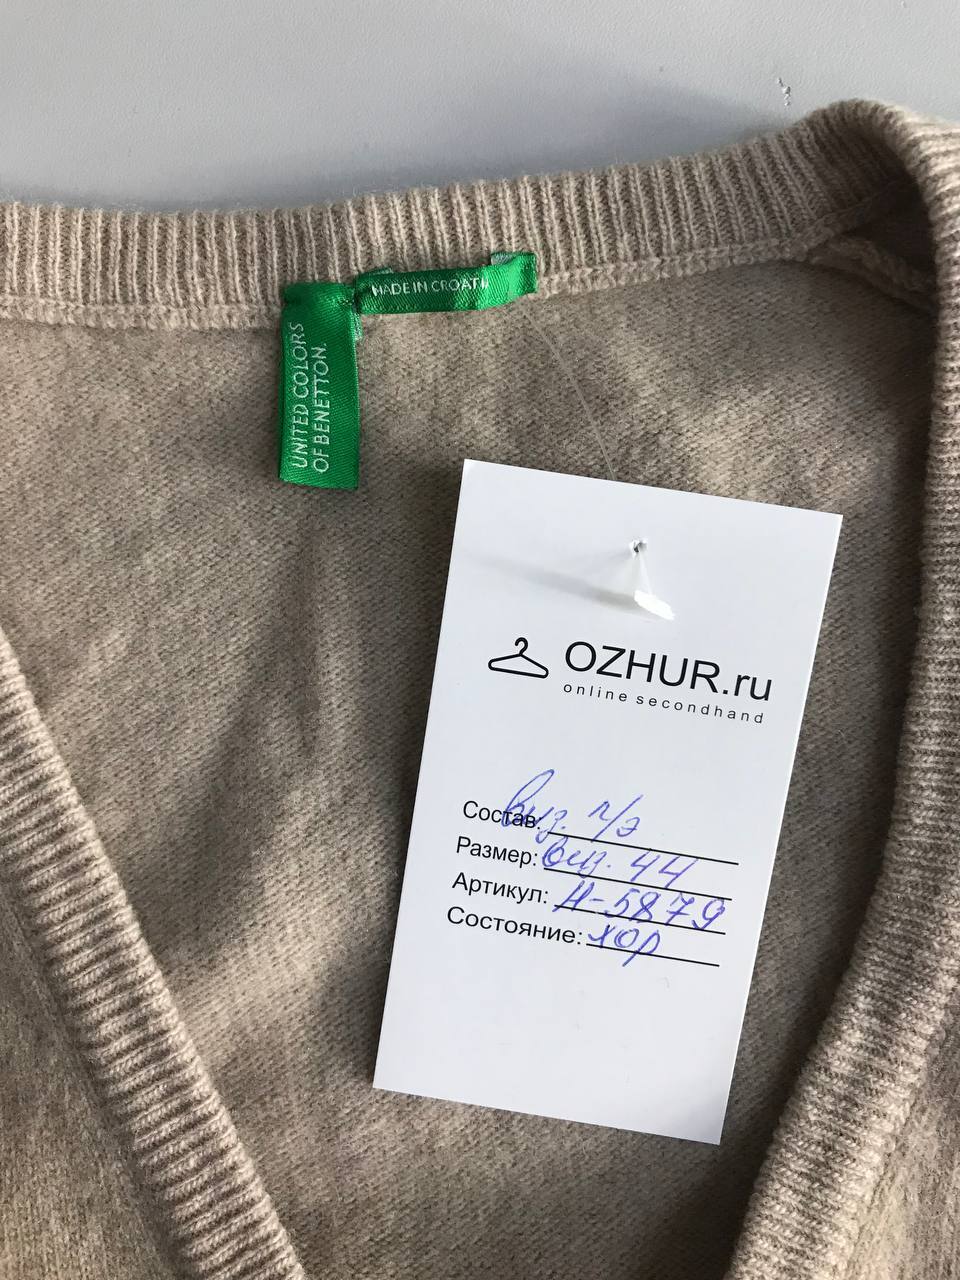 MADE IN CROATI
UNITED COLORS
OF BENETTON.
OZHUR.ru
online secondhand
Состав: виз. п/э
Размер: виз. 44
Артикул: Н-5879
Состояние: хор